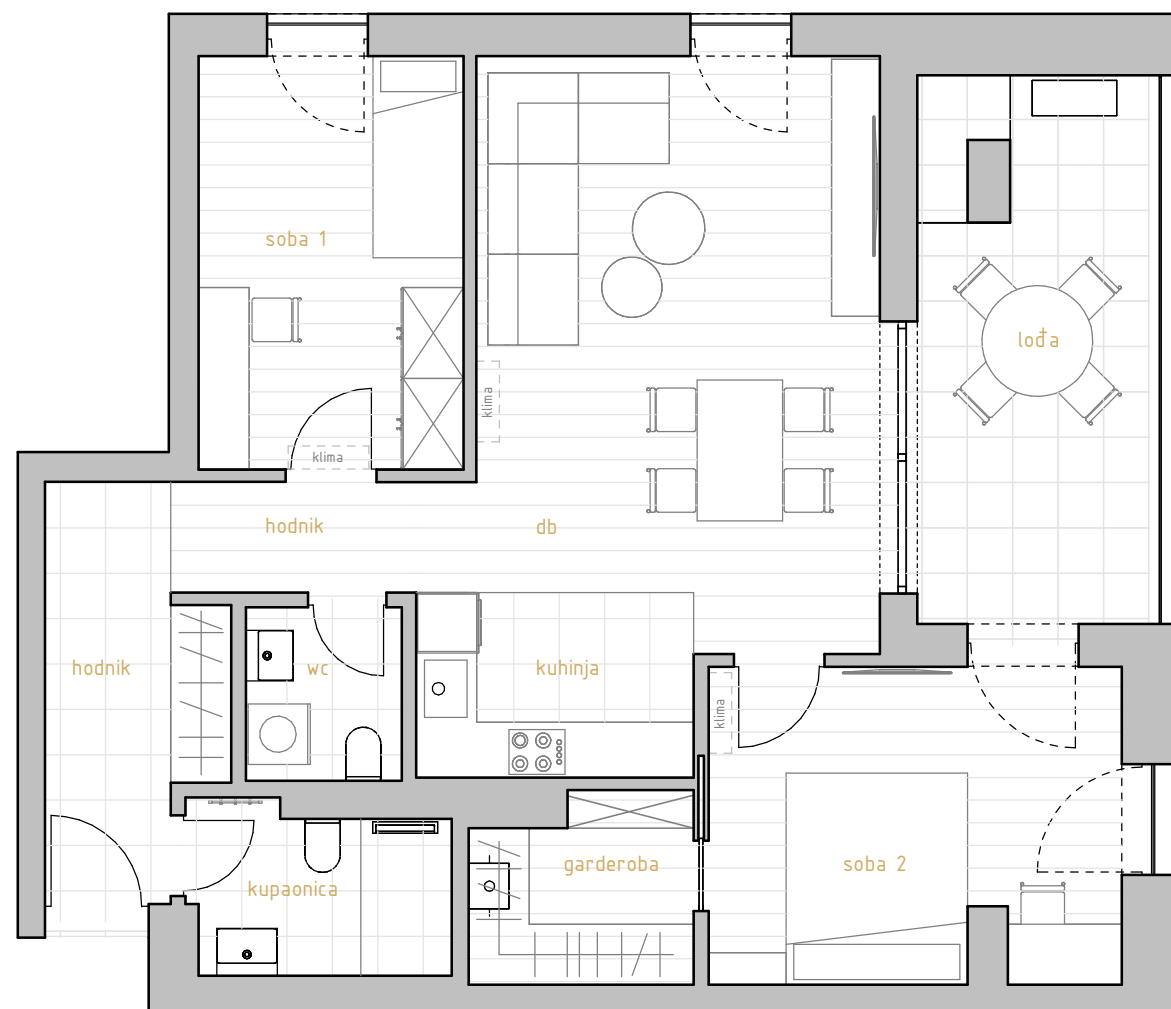 soba 1
lođa
klima
klima
hodnik
db
hodnik
wc
kuhinja
klima
garderoba
soba 2
kupaonica